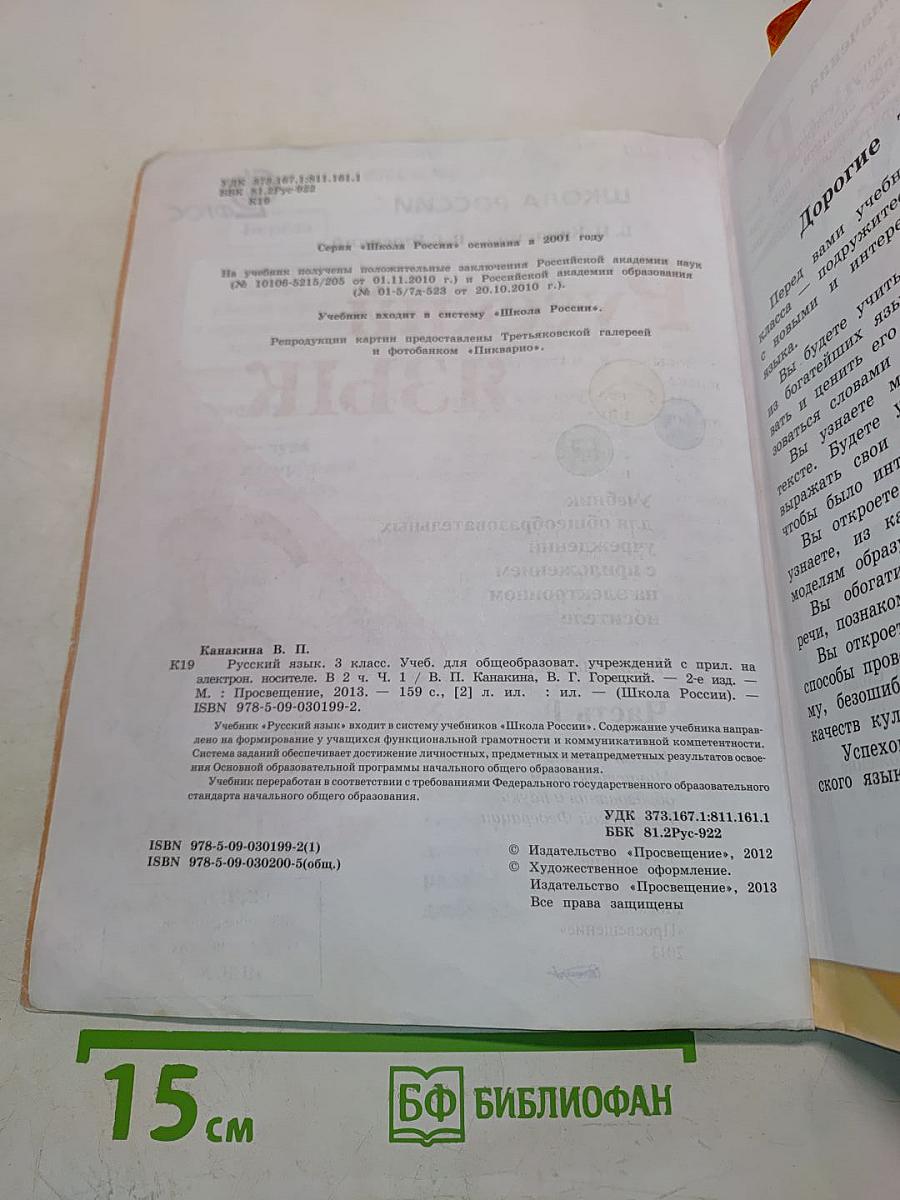 УДК 373.167.1:811.161.1
ББК 81.2Рус-922
К19
Серия «Школа России» основана в 2001 году
На учебник получены положительные заключения Российской академии наук
(№ 10106-5215/205 от 01.11.2010 г.) и Российской академии образования
(№ 01-5/7д-523 от 20.10.2010 г.).
Учебник входит в систему «Школа России».
Репродукции картин предоставлены Третьяковской галереей
и фотобанком «Пикварио».
Канакина В. П.
К19 Русский язык. 3 класс. Учеб. для общеобразоват. учреждений с прил. на
электрон. носителе. В 2 ч. Ч. 1 / В. П. Канакина, В. Г. Горецкий. — 2-е изд. —
М. : Просвещение, 2013. — 159 с., [2] л. ил. : ил. — (Школа России). —
ISBN 978-5-09-030199-2.
Учебник «Русский язык» входит в систему учебников «Школа России». Содержание учебника направ-
лено на формирование у учащихся функциональной грамотности и коммуникативной компетентности.
Система заданий обеспечивает достижение личностных, предметных и метапредметных результатов освое-
ния Основной образовательной программы начального общего образования.
Учебник переработан в соответствии с требованиями Федерального государственного образовательного
стандарта начального общего образования.
УДК 373.167.1:811.161.1
ББК 81.2Рус-922
ISBN 978-5-09-030199-2(1)
ISBN 978-5-09-030200-5(общ.)
© Издательство «Просвещение», 2012
© Художественное оформление.
Издательство «Просвещение», 2013
Все права защищены
Дорогие
Перед вами учебн
класса — подружитес
с новыми и интере
языка.
Вы будете учить
из богатейших язы
вать и ценить его
зоваться словами
Вы узнаете м
тексте. Будете у
выражать свои
чтобы было инт
Вы откроете
узнаете, из ка
моделям образу
Вы обогати
речи, познаком
Вы откроет
способы прове
му, безошиб
качеств кул
Успехо
ского язык
15 см
БФ БИБЛИОФАН